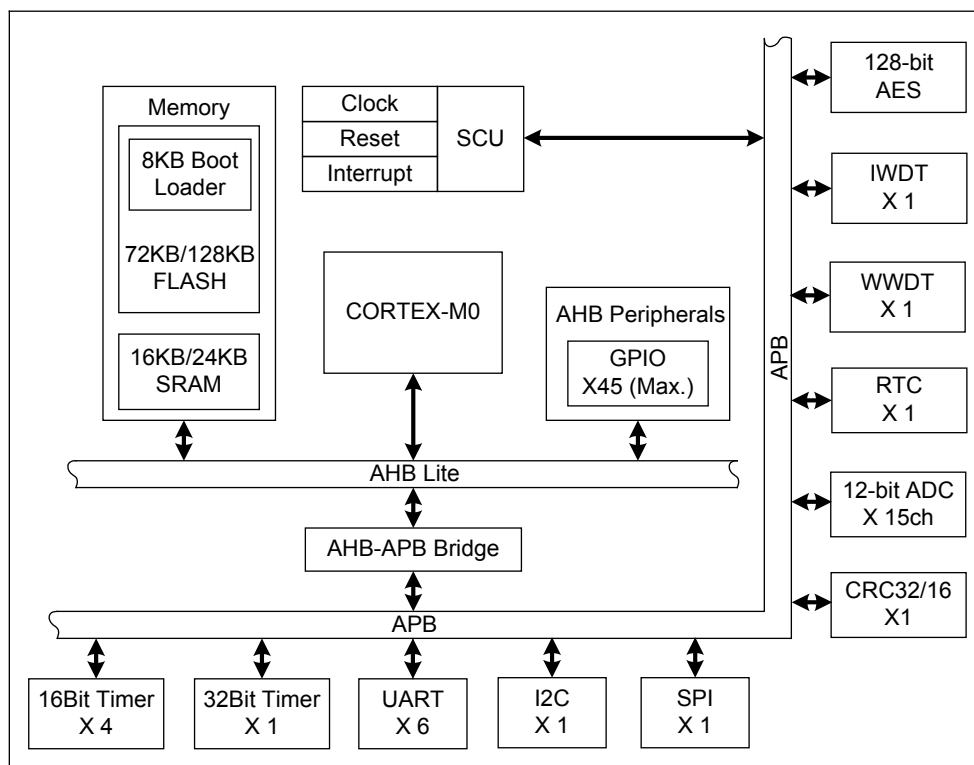 Memory
8KB Boot
Loader
72KB/128KB
FLASH
16KB/24KB
SRAM
Clock
Reset
Interrupt
SCU
CORTEX-M0
AHB Peripherals
GPIO
X45 (Max.)
AHB Lite
AHB-APB Bridge
APB
APB
128-bit
AES
IWDT
X 1
WWDT
X 1
RTC
X 1
12-bit ADC
X 15ch
CRC32/16
X1
16Bit Timer
X 4
32Bit Timer
X 1
UART
X 6
I2C
X 1
SPI
X 1